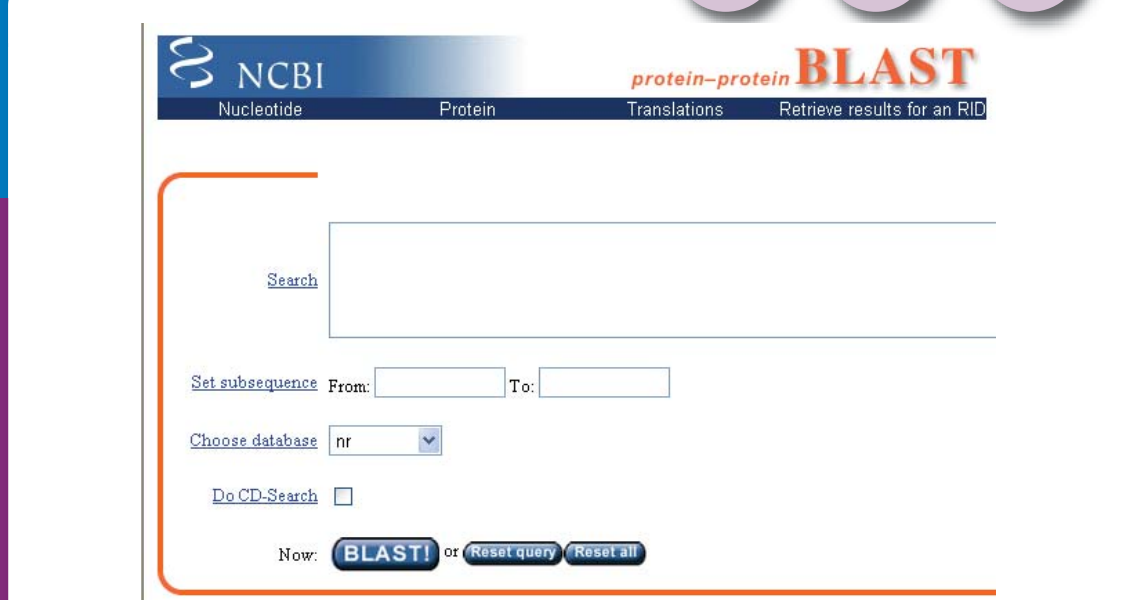 NCBI protein–protein BLAST
Nucleotide Protein Translations Retrieve results for an RID
Search
Set subsequence From: To:
Choose database nr
Do CD-Search
Now: BLAST! or Reset query Reset all